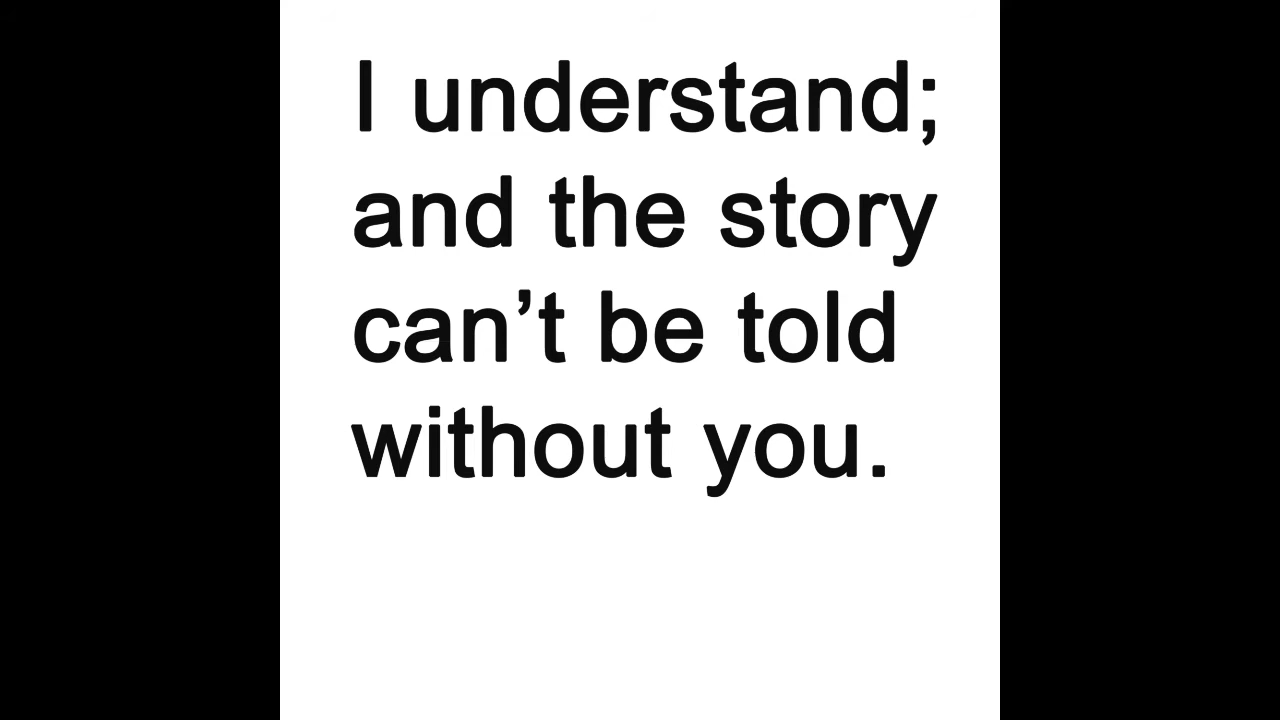 I understand;
and the story
can’t be told
without you.